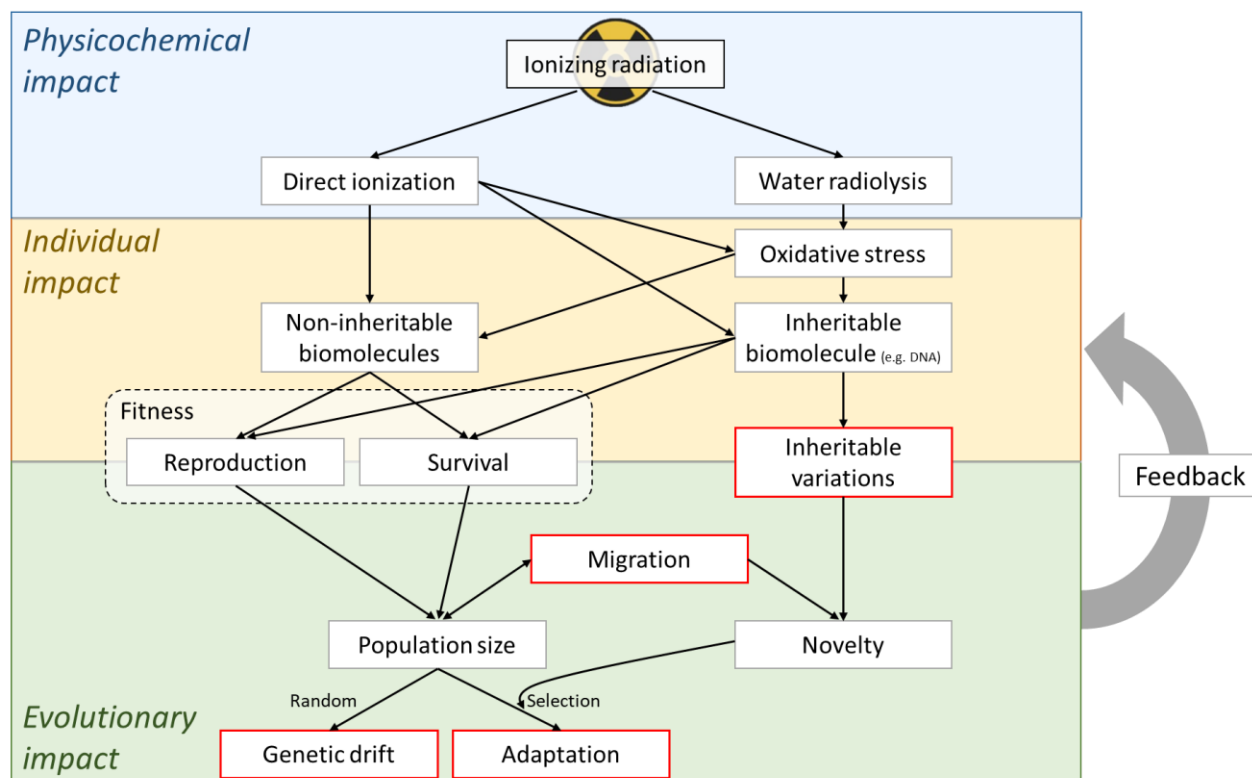 Physicochemical
impact
Ionizing radiation
Direct ionization
Water radiolysis
Individual
impact
Oxidative stress
Non-inheritable
biomolecules
Inheritable
biomolecule (e.g. DNA)
Fitness
Reproduction
Survival
Inheritable
variations
Feedback
Migration
Population size
Novelty
Random
Selection
Evolutionary
impact
Genetic drift
Adaptation